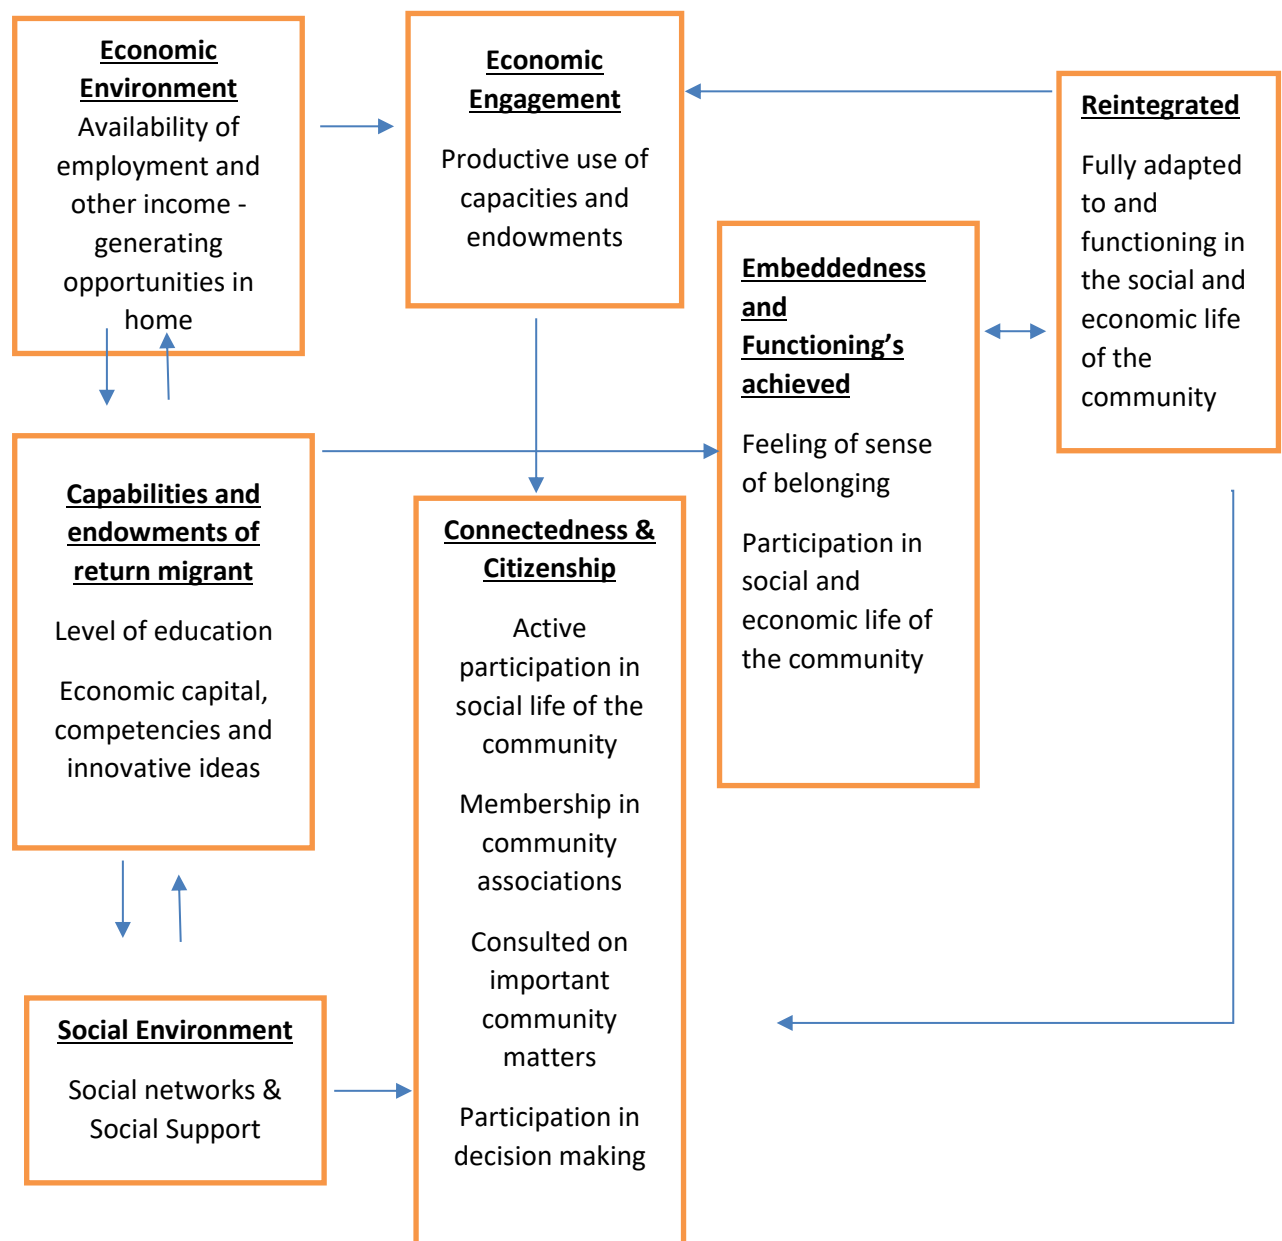 Economic
Environment
Availability of
employment and
other income -
generating
opportunities in
home
Economic
Engagement
Productive use of
capacities and
endowments
Reintegrated
Fully adapted
to and
functioning in
the social and
economic life
of the
community
Embeddedness
and
Functioning’s
achieved
Feeling of sense
of belonging
Participation in
social and
economic life of
the community
Capabilities and
endowments of
return migrant
Level of education
Economic capital,
competencies and
innovative ideas
Connectedness &
Citizenship
Active
participation in
social life of the
community
Membership in
community
associations
Consulted on
important
community
matters
Participation in
decision making
Social Environment
Social networks &
Social Support